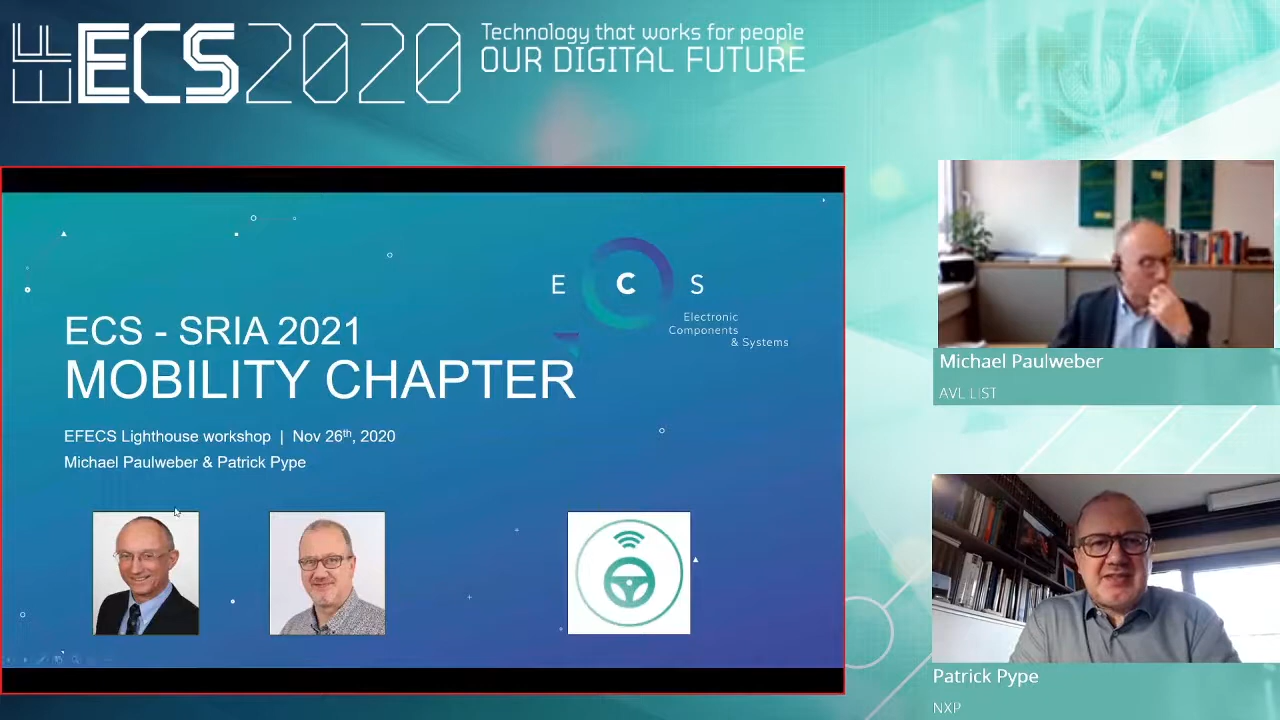 EFECS2020
Technology that works for people
OUR DIGITAL FUTURE
E C S
Electronic
Components
& Systems
ECS - SRIA 2021
MOBILITY CHAPTER
EFECS Lighthouse workshop | Nov 26th, 2020
Michael Paulweber & Patrick Pype
Michael Paulweber
AVL LIST
Patrick Pype
NXP